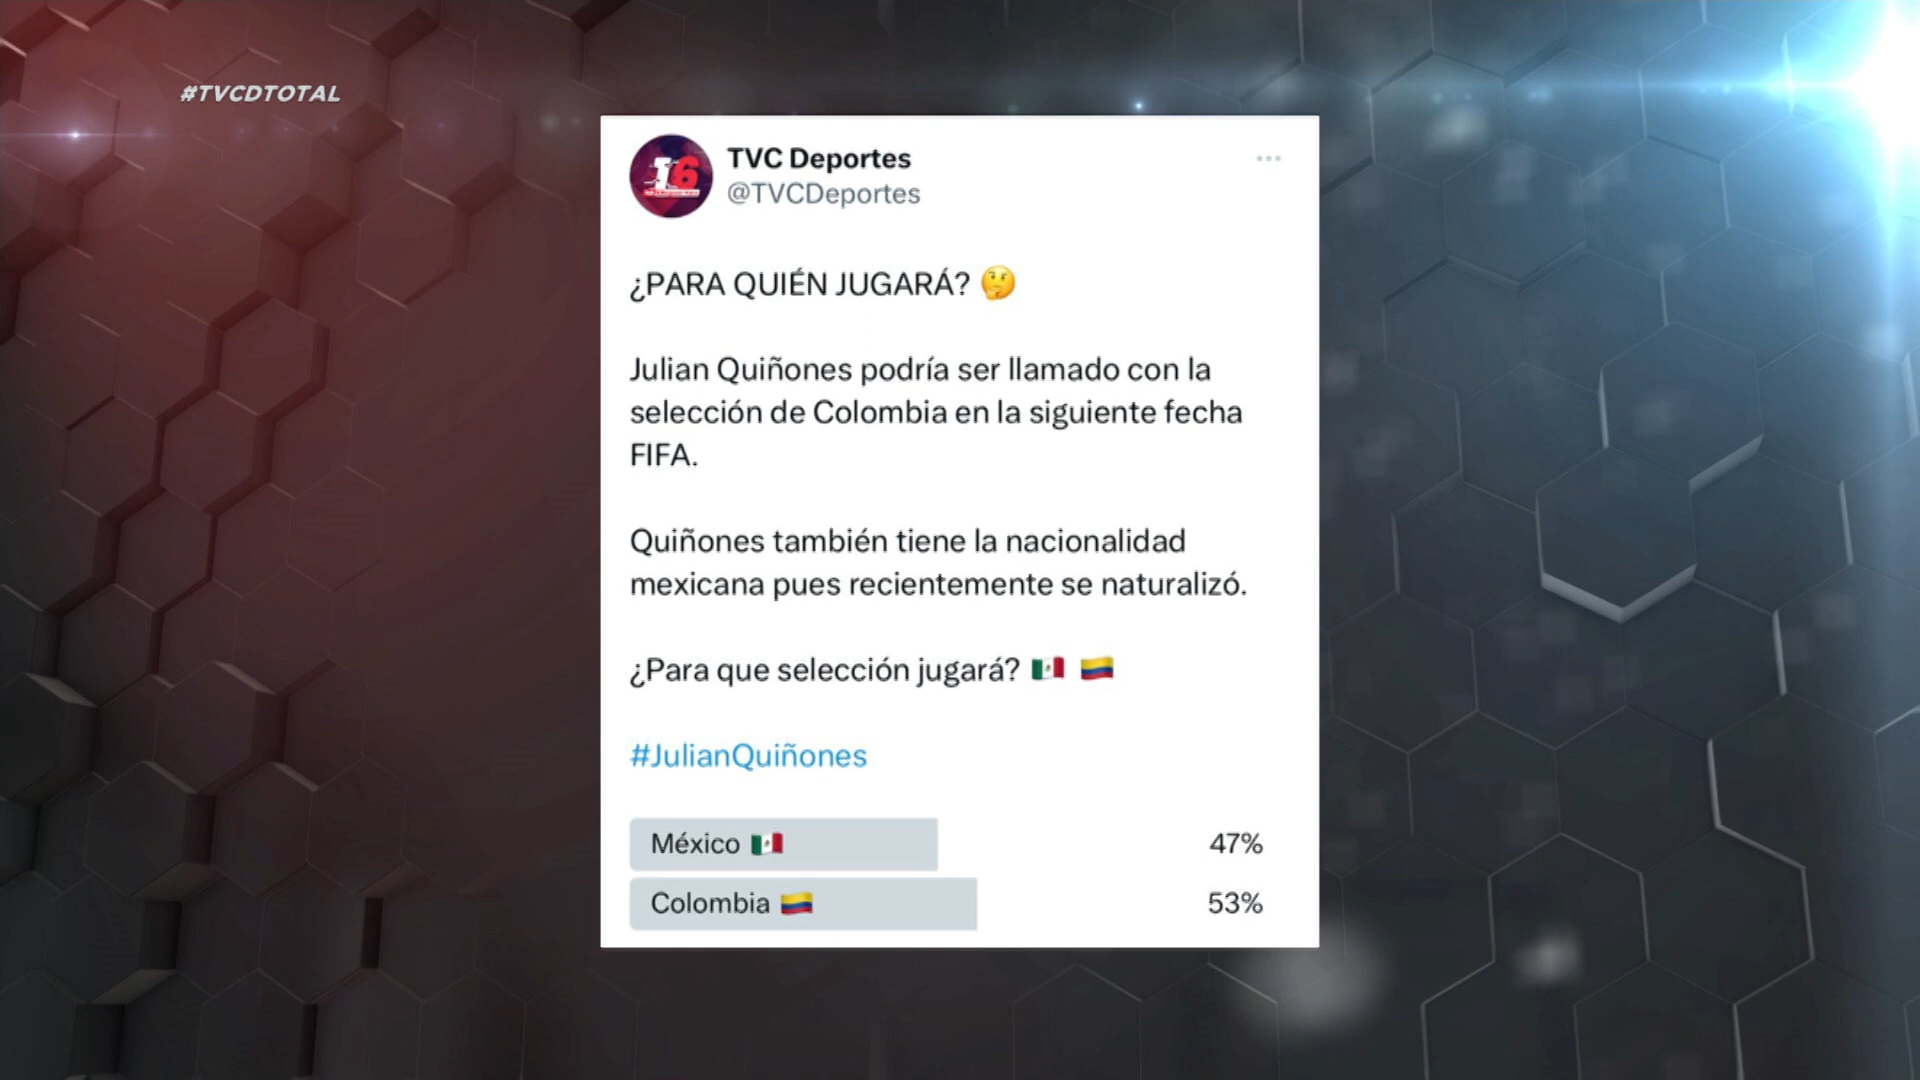 #TVCDTOTAL
16
TVC Deportes
@TVCDeportes
¿PARA QUIÉN JUGARÁ? 🤔
Julian Quiñones podría ser llamado con la
selección de Colombia en la siguiente fecha
FIFA.
Quiñones también tiene la nacionalidad
mexicana pues recientemente se naturalizó.
¿Para que selección jugará? 🇲🇽 🇨🇴
#JulianQuiñones
México 🇲🇽 47%
Colombia 🇨🇴 53%